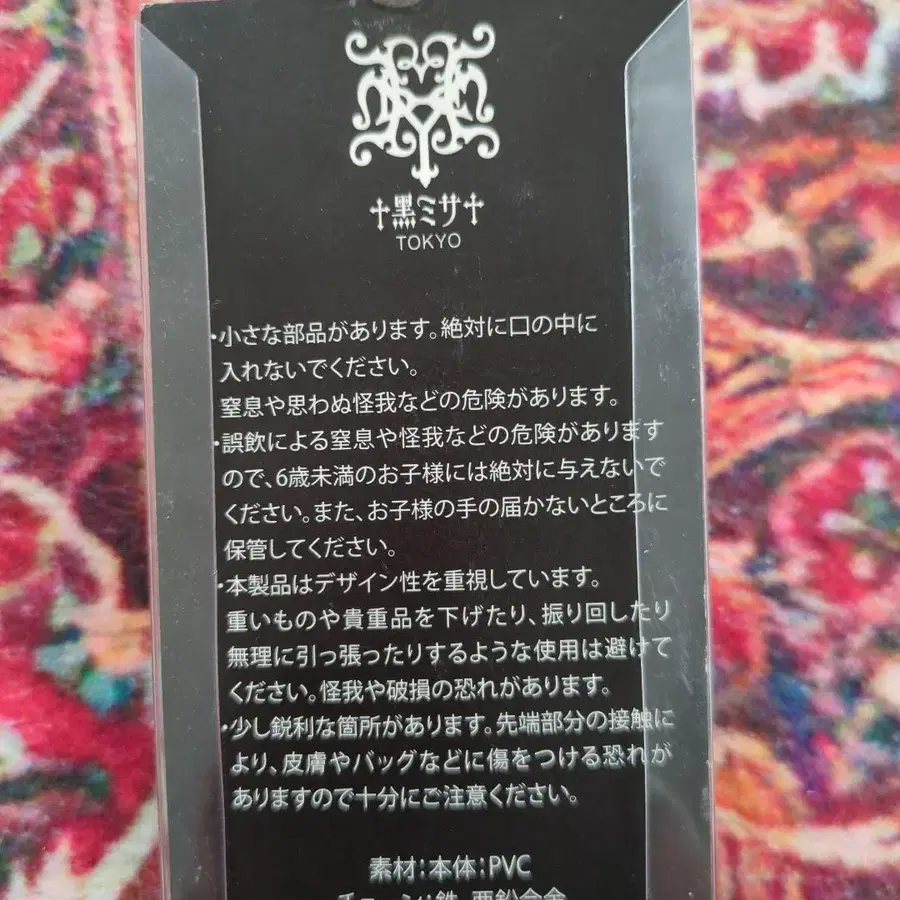 †黒ミサ†
TOKYO
・小さな部品があります。絶対に口の中に
入れないでください。
窒息や思わぬ怪我などの危険があります。
・誤飲による窒息や怪我などの危険があります
ので、6歳未満のお子様には絶対に与えないで
ください。また、お子様の手の届かないところに
保管してください。
・本製品はデザイン性を重視しています。
重いものや貴重品を下げたり、振り回したり
無理に引っ張ったりするような使用は避けて
ください。怪我や破損の恐れがあります。
・少し鋭利な箇所があります。先端部分の接触に
より、皮膚やバッグなどに傷をつける恐れが
ありますので十分にご注意ください。
素材：本体：PVC
チェーン：鉄、亜鉛合金